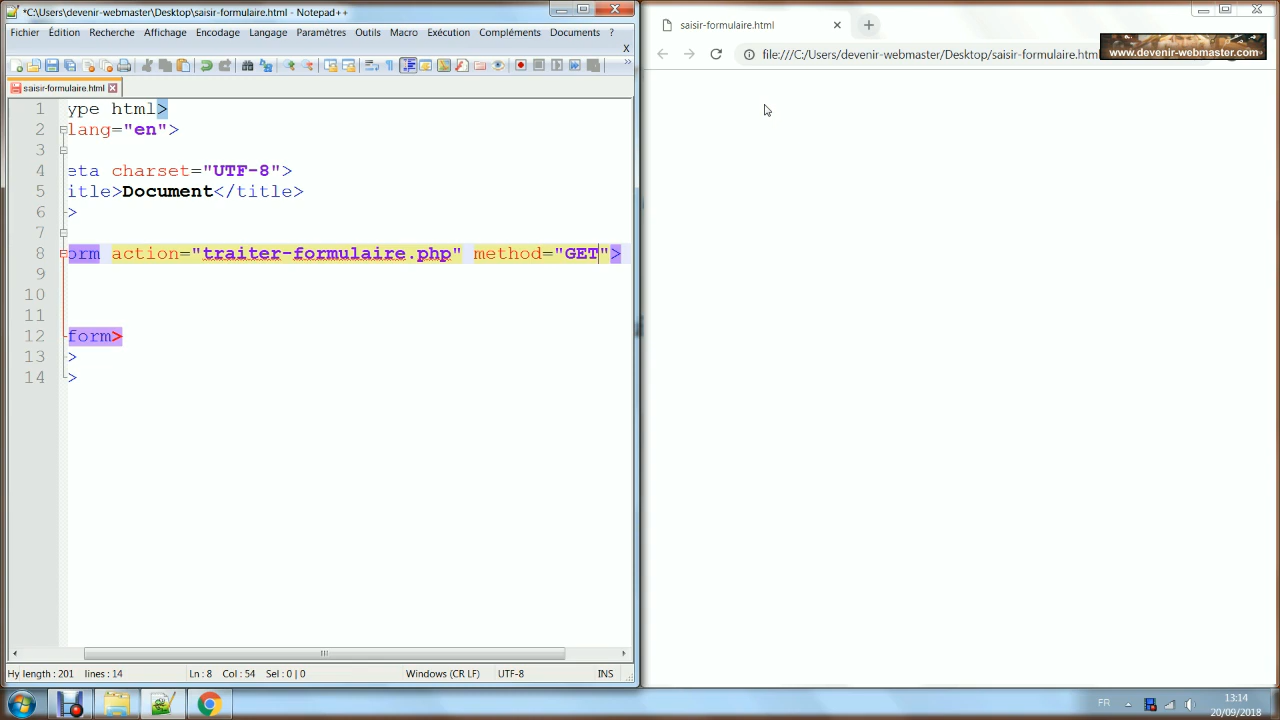 *C:\Users\devenir-webmaster\Desktop\saisir-formulaire.html - Notepad++
Fichier Édition Recherche Affichage Encodage Langage Paramètres Outils Macro Exécution Compléments Documents ?
X
saisir-formulaire.html
1 ype html>
2 lang="en">
3
4 eta charset="UTF-8">
5 itle>Document</title>
6 >
7
8 orm action="traiter-formulaire.php" method="GET">
9
10
11
12 form>
13 >
14 >
Hy length : 201 lines : 14 Ln : 8 Col : 54 Sel : 0 | 0 Windows (CR LF) UTF-8 INS
saisir-formulaire.html
file:///C:/Users/devenir-webmaster/Desktop/saisir-formulaire.html
www.devenir-webmaster.com
FR
13:14
20/09/2018